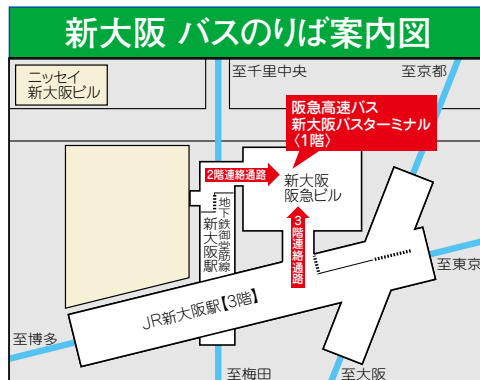 新大阪 バスのりば案内図
ニッセイ
新大阪ビル
至千里中央
至京都
阪急高速バス
新大阪バスターミナル
〈1階〉
2階連絡通路
新大阪
阪急ビル
地下鉄御堂筋線
新大阪駅
3階連絡通路
至東京
JR新大阪駅【3階】
至博多
至梅田
至大阪